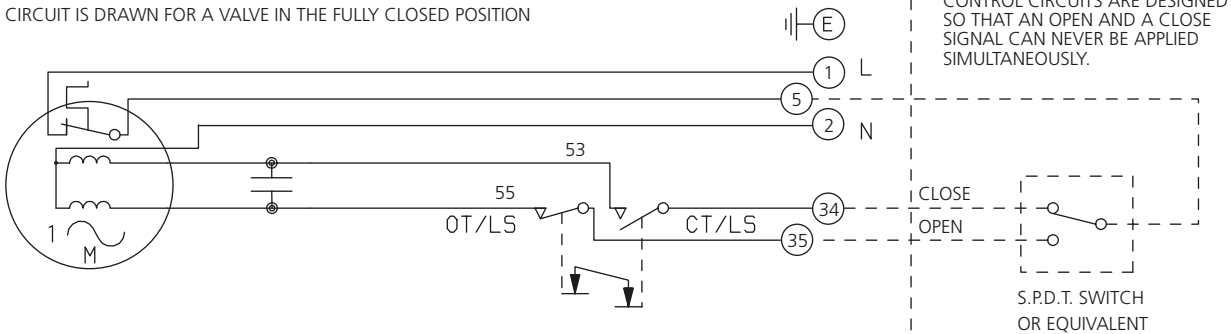 CIRCUIT IS DRAWN FOR A VALVE IN THE FULLY CLOSED POSITION
CONTROL CIRCUITS ARE DESIGNED
SO THAT AN OPEN AND A CLOSE
SIGNAL CAN NEVER BE APPLIED
SIMULTANEOUSLY.
E
1 L
5
2 N
53
55
OT/LS
CT/LS
34
35
CLOSE
OPEN
1
M
S.P.D.T. SWITCH
OR EQUIVALENT